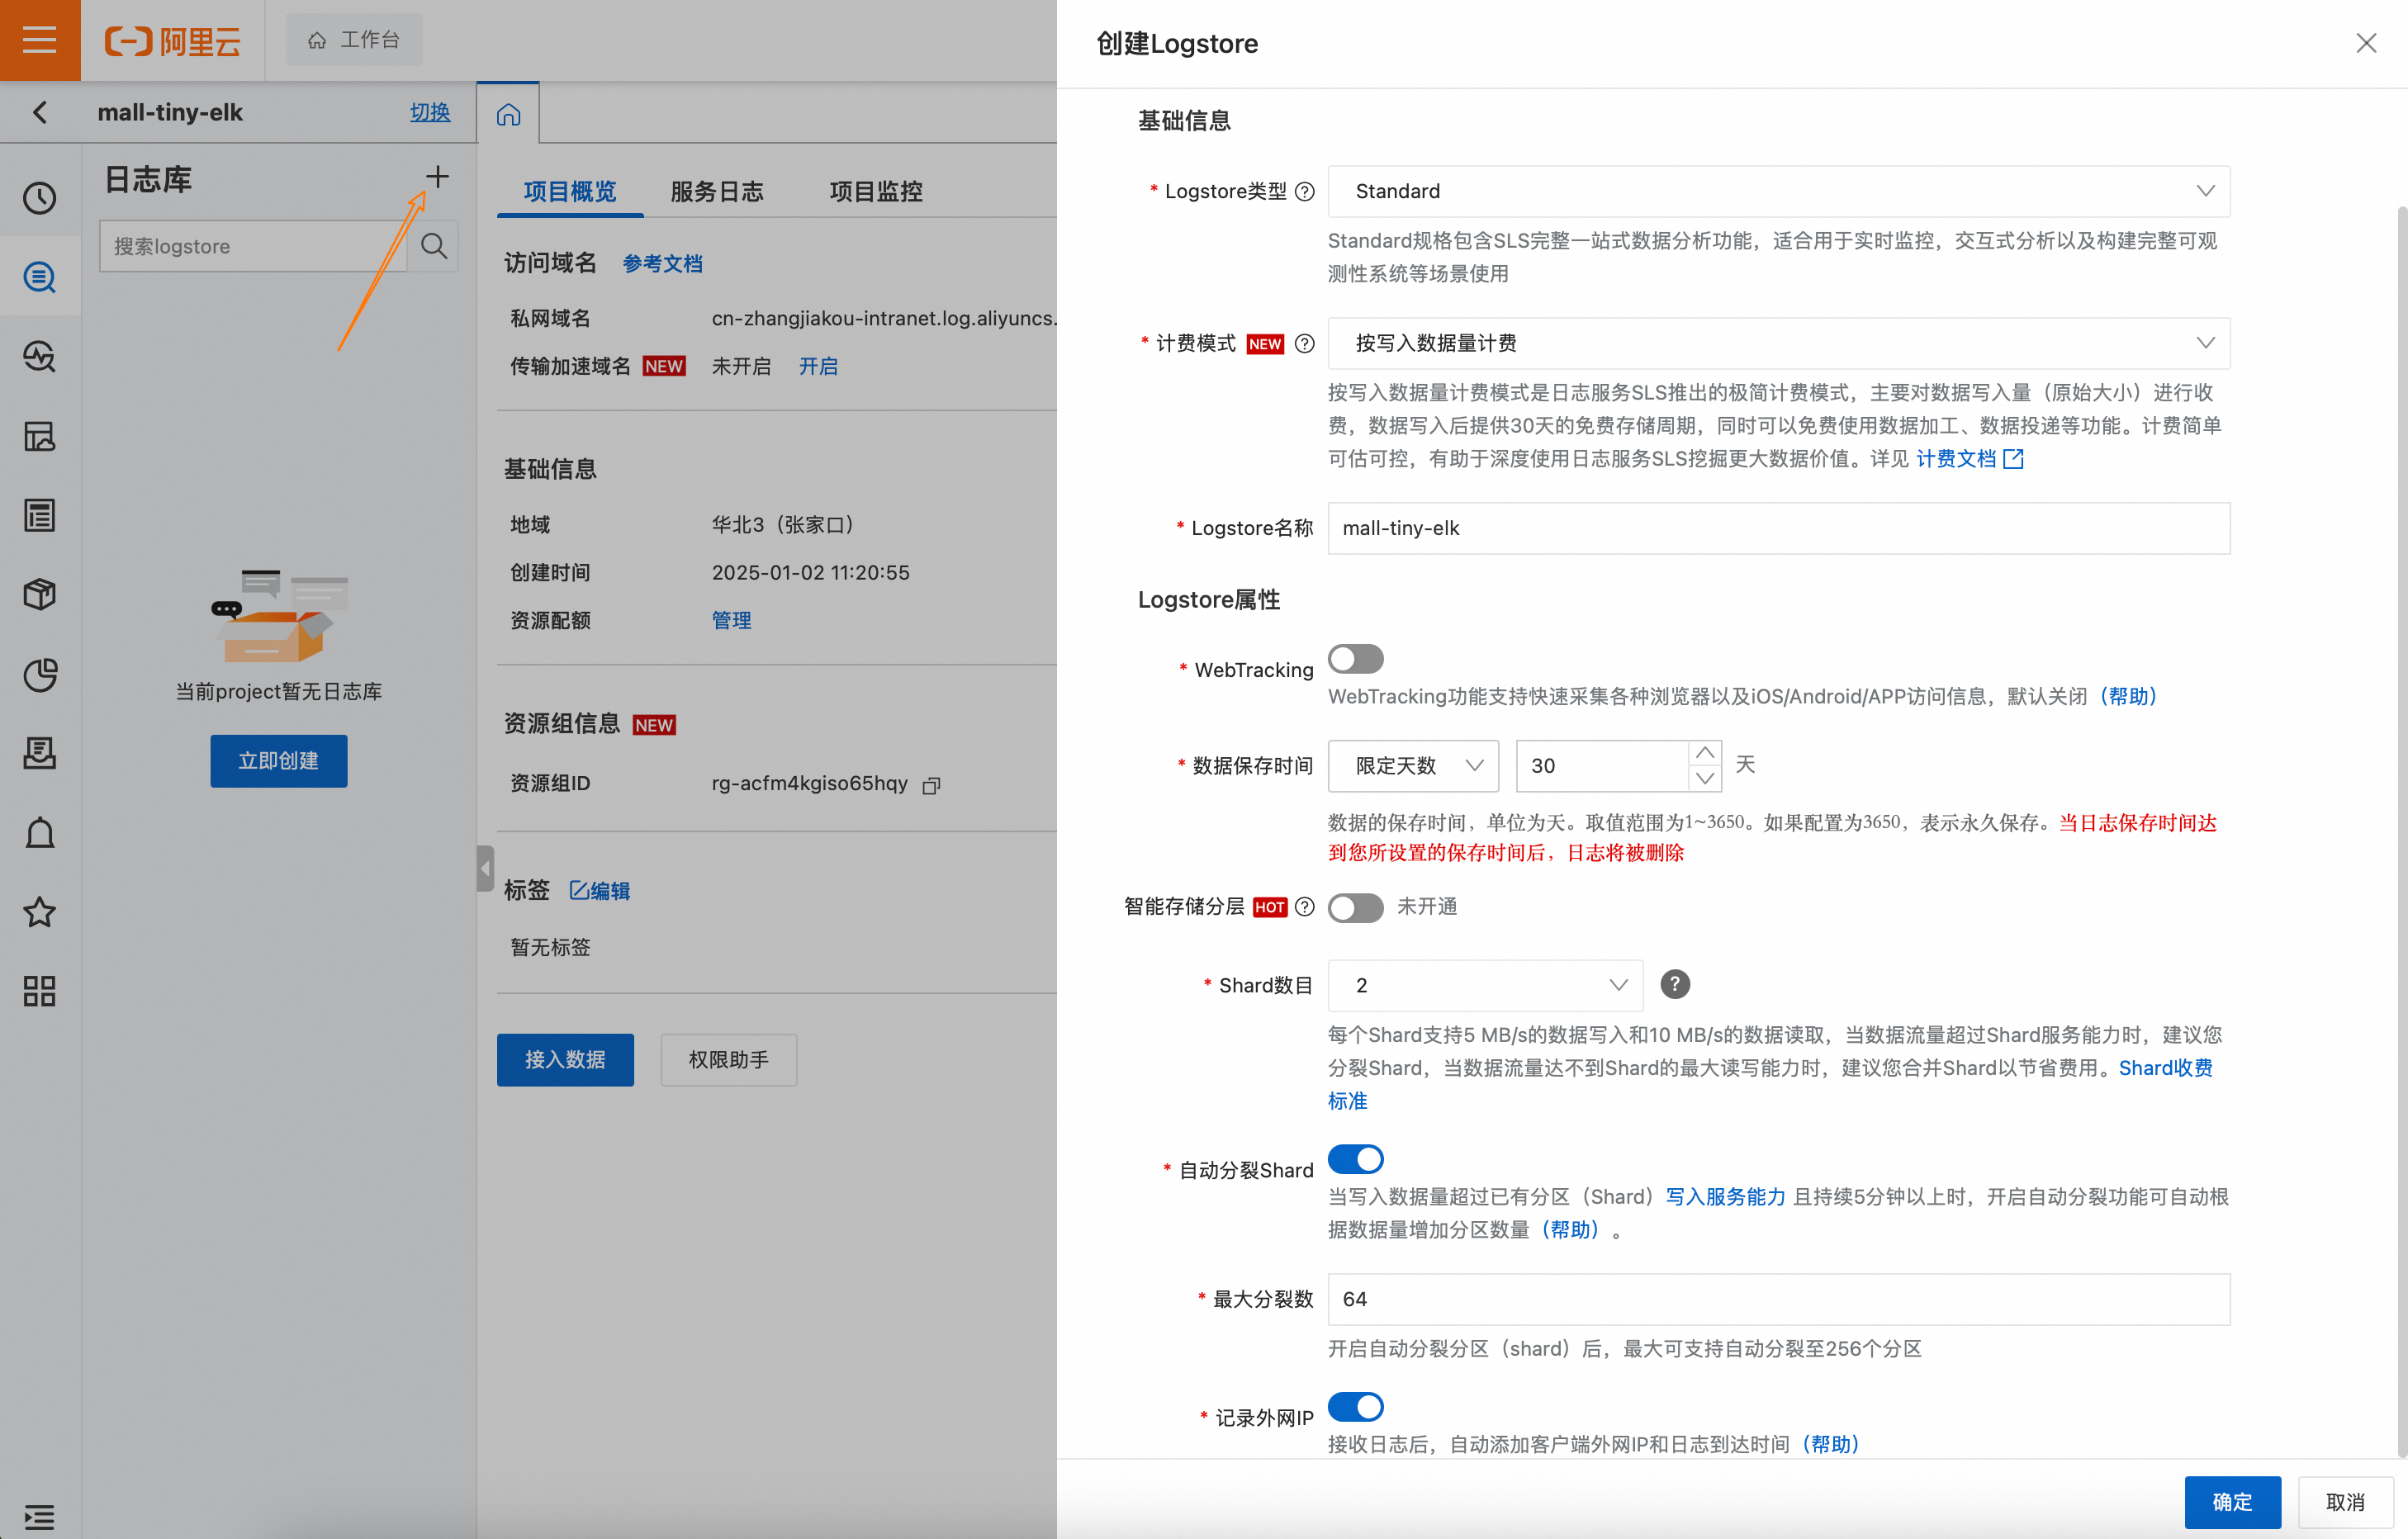 阿里云
工作台
mall-tiny-elk
切换
日志库
搜索logstore
当前project暂无日志库
立即创建
项目概览
服务日志
项目监控
访问域名
参考文档
私网域名
cn-zhangjiakou-intranet.log.aliyuncs.
传输加速域名 NEW
未开启
开启
基础信息
地域
华北3（张家口）
创建时间
2025-01-02 11:20:55
资源配额
管理
资源组信息 NEW
资源组ID
rg-acfm4kgiso65hqy
标签
编辑
暂无标签
接入数据
权限助手
创建Logstore
基础信息
* Logstore类型
Standard
Standard规格包含SLS完整一站式数据分析功能，适合用于实时监控，交互式分析以及构建完整可观
测性系统等场景使用
* 计费模式 NEW
按写入数据量计费
按写入数据量计费模式是日志服务SLS推出的极简计费模式，主要对数据写入量（原始大小）进行收
费，数据写入后提供30天的免费存储周期，同时可以免费使用数据加工、数据投递等功能。计费简单
可估可控，有助于深度使用日志服务SLS挖掘更大数据价值。详见 计费文档
* Logstore名称
mall-tiny-elk
Logstore属性
* WebTracking
WebTracking功能支持快速采集各种浏览器以及iOS/Android/APP访问信息，默认关闭（帮助）
* 数据保存时间
限定天数
30
天
数据的保存时间，单位为天。取值范围为1~3650。如果配置为3650，表示永久保存。当日志保存时间达
到您所设置的保存时间后，日志将被删除
智能存储分层 HOT
未开通
* Shard数目
2
每个Shard支持5 MB/s的数据写入和10 MB/s的数据读取，当数据流量超过Shard服务能力时，建议您
分裂Shard，当数据流量达不到Shard的最大读写能力时，建议您合并Shard以节省费用。Shard收费
标准
* 自动分裂Shard
当写入数据量超过已有分区（Shard）写入服务能力 且持续5分钟以上时，开启自动分裂功能可自动根
据数据量增加分区数量（帮助）。
* 最大分裂数
64
开启自动分裂分区（shard）后，最大可支持自动分裂至256个分区
* 记录外网IP
接收日志后，自动添加客户端外网IP和日志到达时间（帮助）
确定
取消